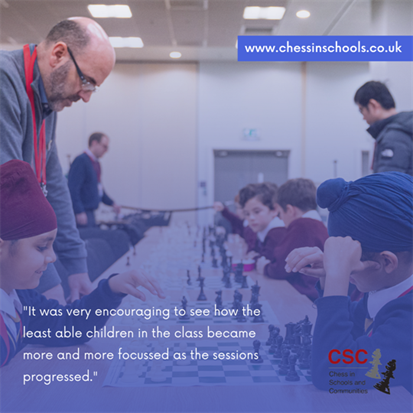 www.chessinschools.co.uk
"It was very encouraging to see how the
least able children in the class became
more and more focussed as the sessions
progressed."
CSC
Chess in
Schools and
Communities